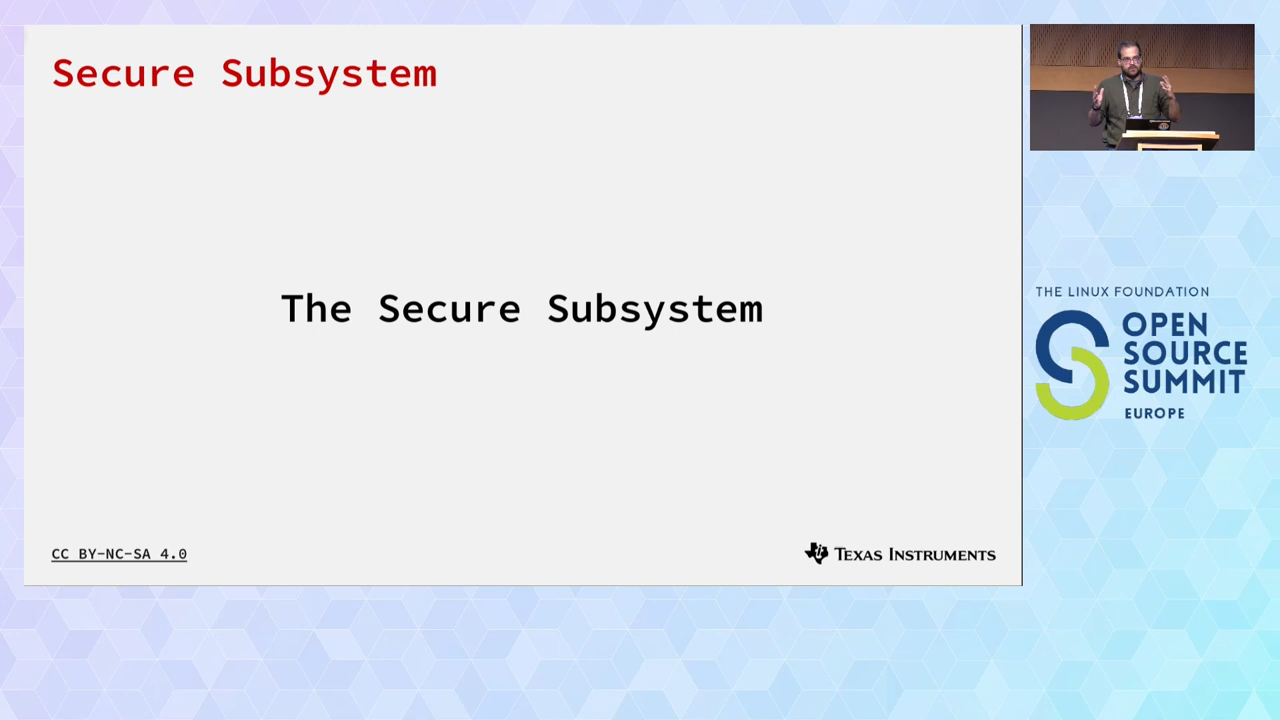 Secure Subsystem
The Secure Subsystem
CC BY-NC-SA 4.0
TEXAS INSTRUMENTS
THE LINUX FOUNDATION
OPEN
SOURCE
SUMMIT
EUROPE